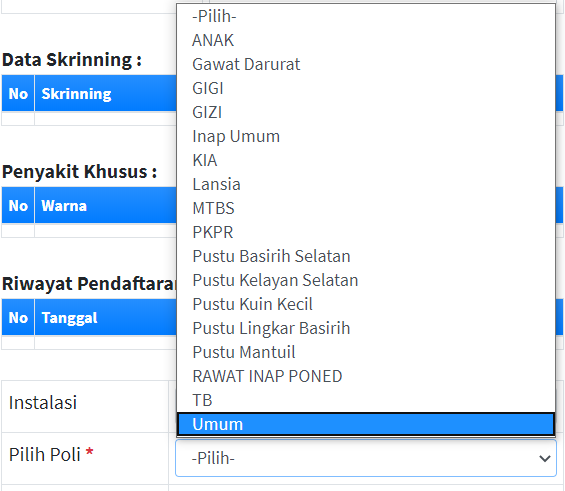 -Pilih-
ANAK
Gawat Darurat
GIGI
GIZI
Inap Umum
KIA
Lansia
MTBS
PKPR
Pustu Basirih Selatan
Pustu Kelayan Selatan
Pustu Kuin Kecil
Pustu Lingkar Basirih
Pustu Mantuil
RAWAT INAP PONED
TB
Umum
Data Skrinning :
No Skrinning
Penyakit Khusus :
No Warna
Riwayat Pendaftaran
No Tanggal
Instalasi
Pilih Poli * -Pilih-